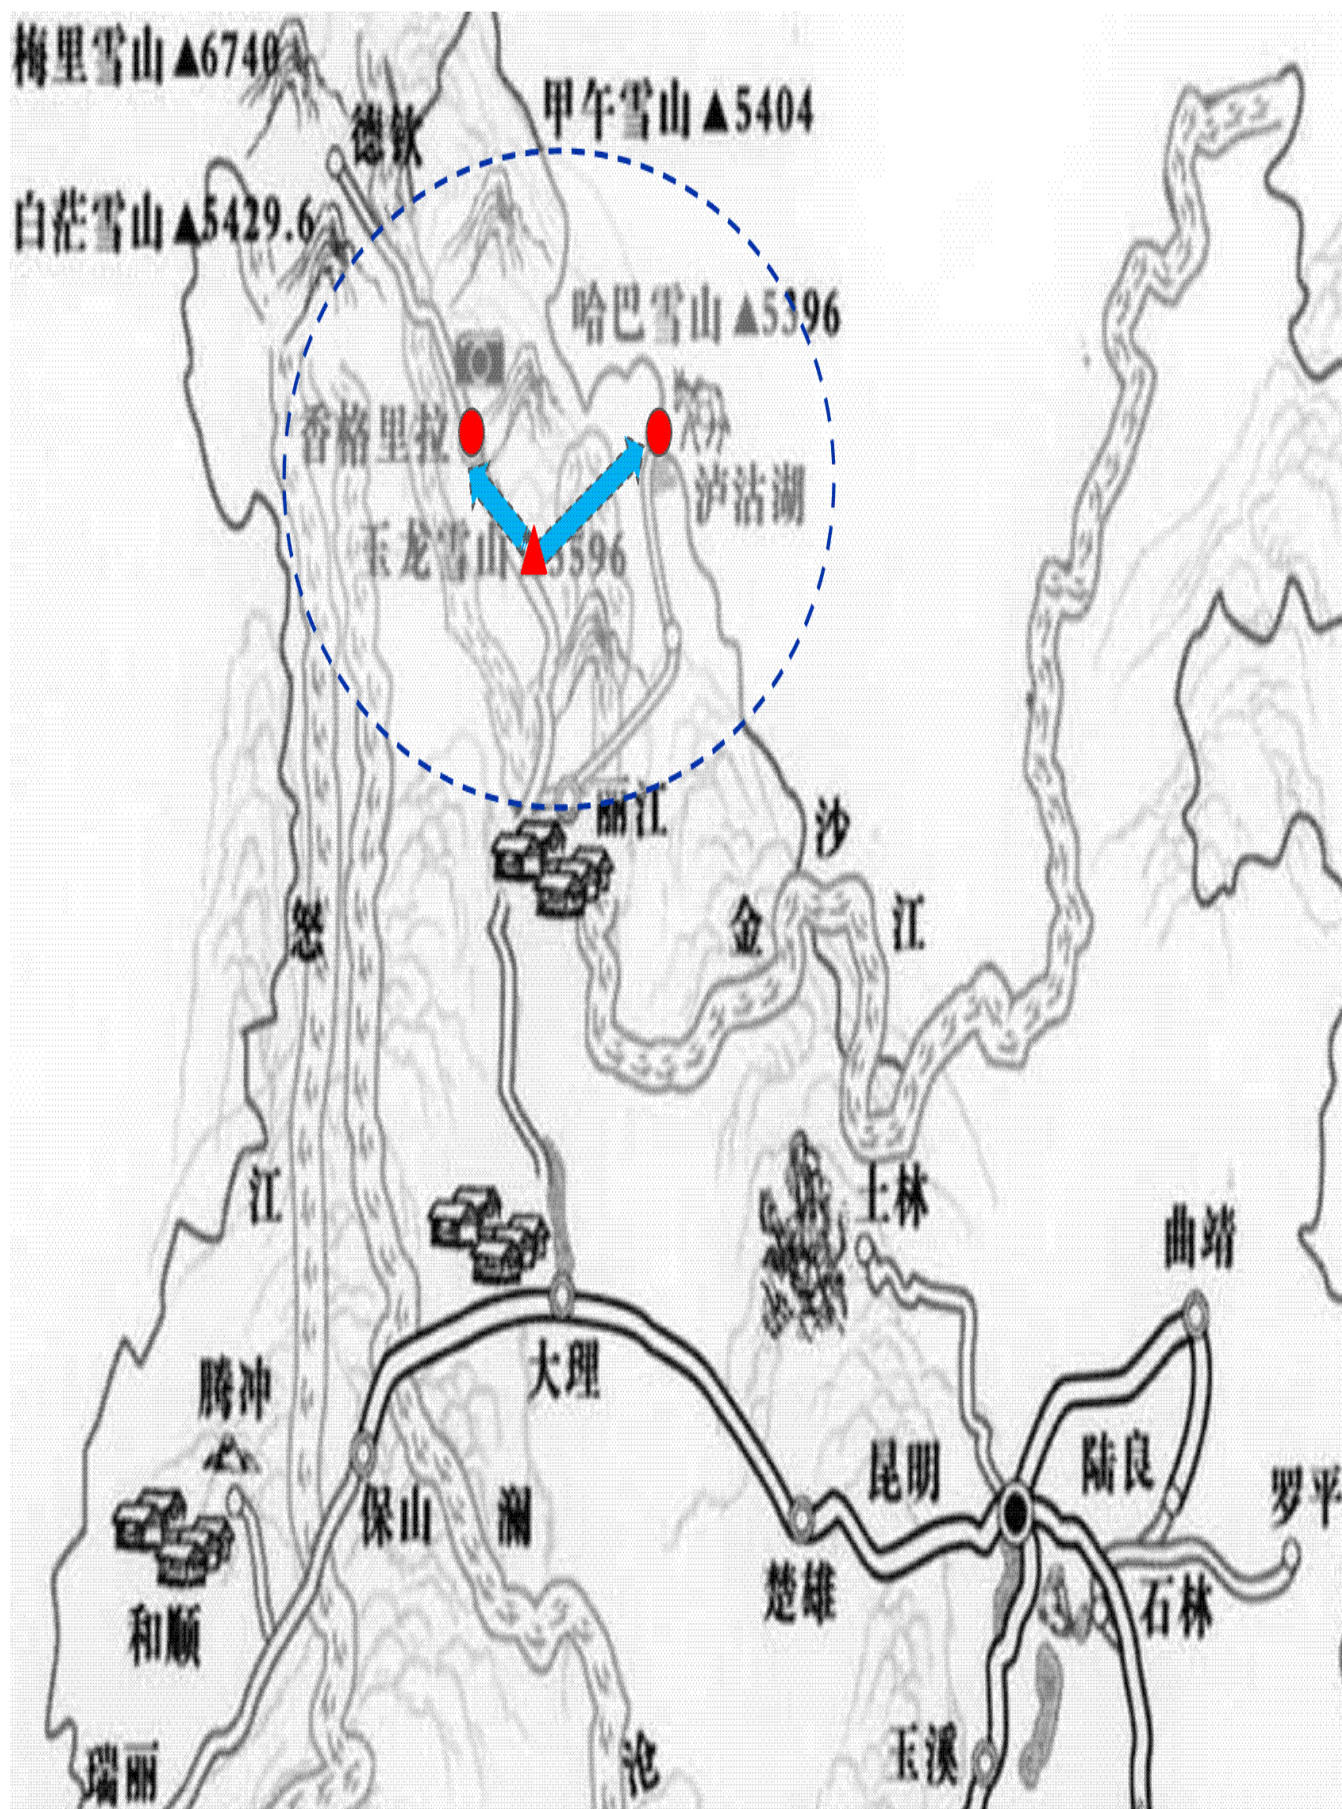 梅里雪山▲6740
德钦
甲午雪山▲5404
白茫雪山▲5429.6
哈巴雪山▲5396
香格里拉
泸沽湖
玉龙雪山 5596
丽江
沙
金
江
怒
江
土林
曲靖
大理
腾冲
昆明
陆良
罗平
保山
澜
楚雄
石林
和顺
瑞丽
沧
玉溪